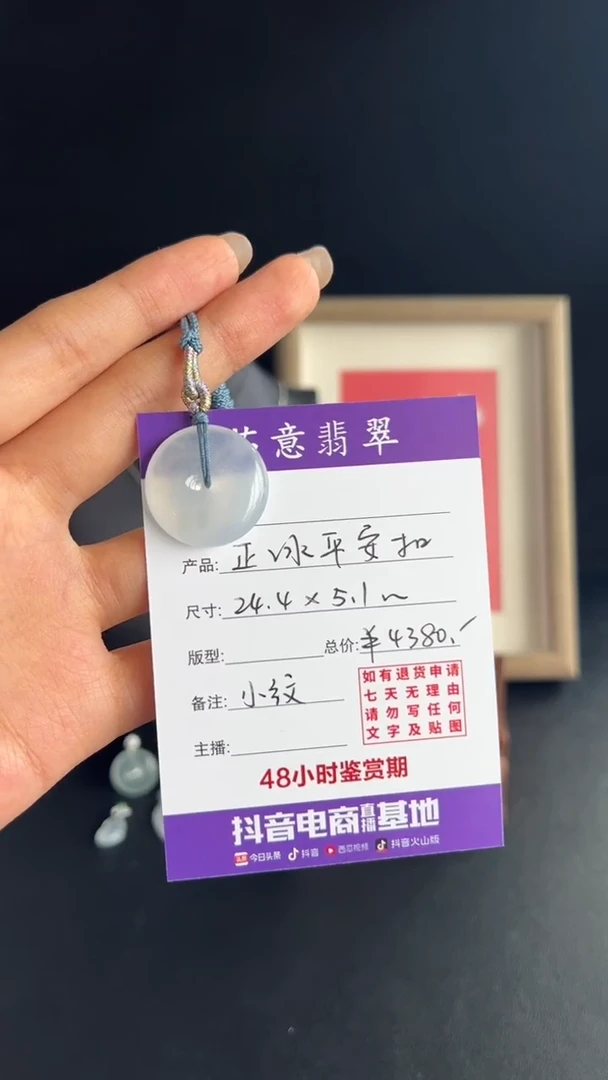 意翡翠
产品: 正冰平安扣
尺寸: 24.4×5.1m
版型: 总价: ¥4380.
备注: 小纹
如有退货申请
七天无理由
请勿写任何
文字及贴图
主播:
48小时鉴赏期
抖音电商直播基地
今日头条 抖音 西瓜视频 抖音火山版